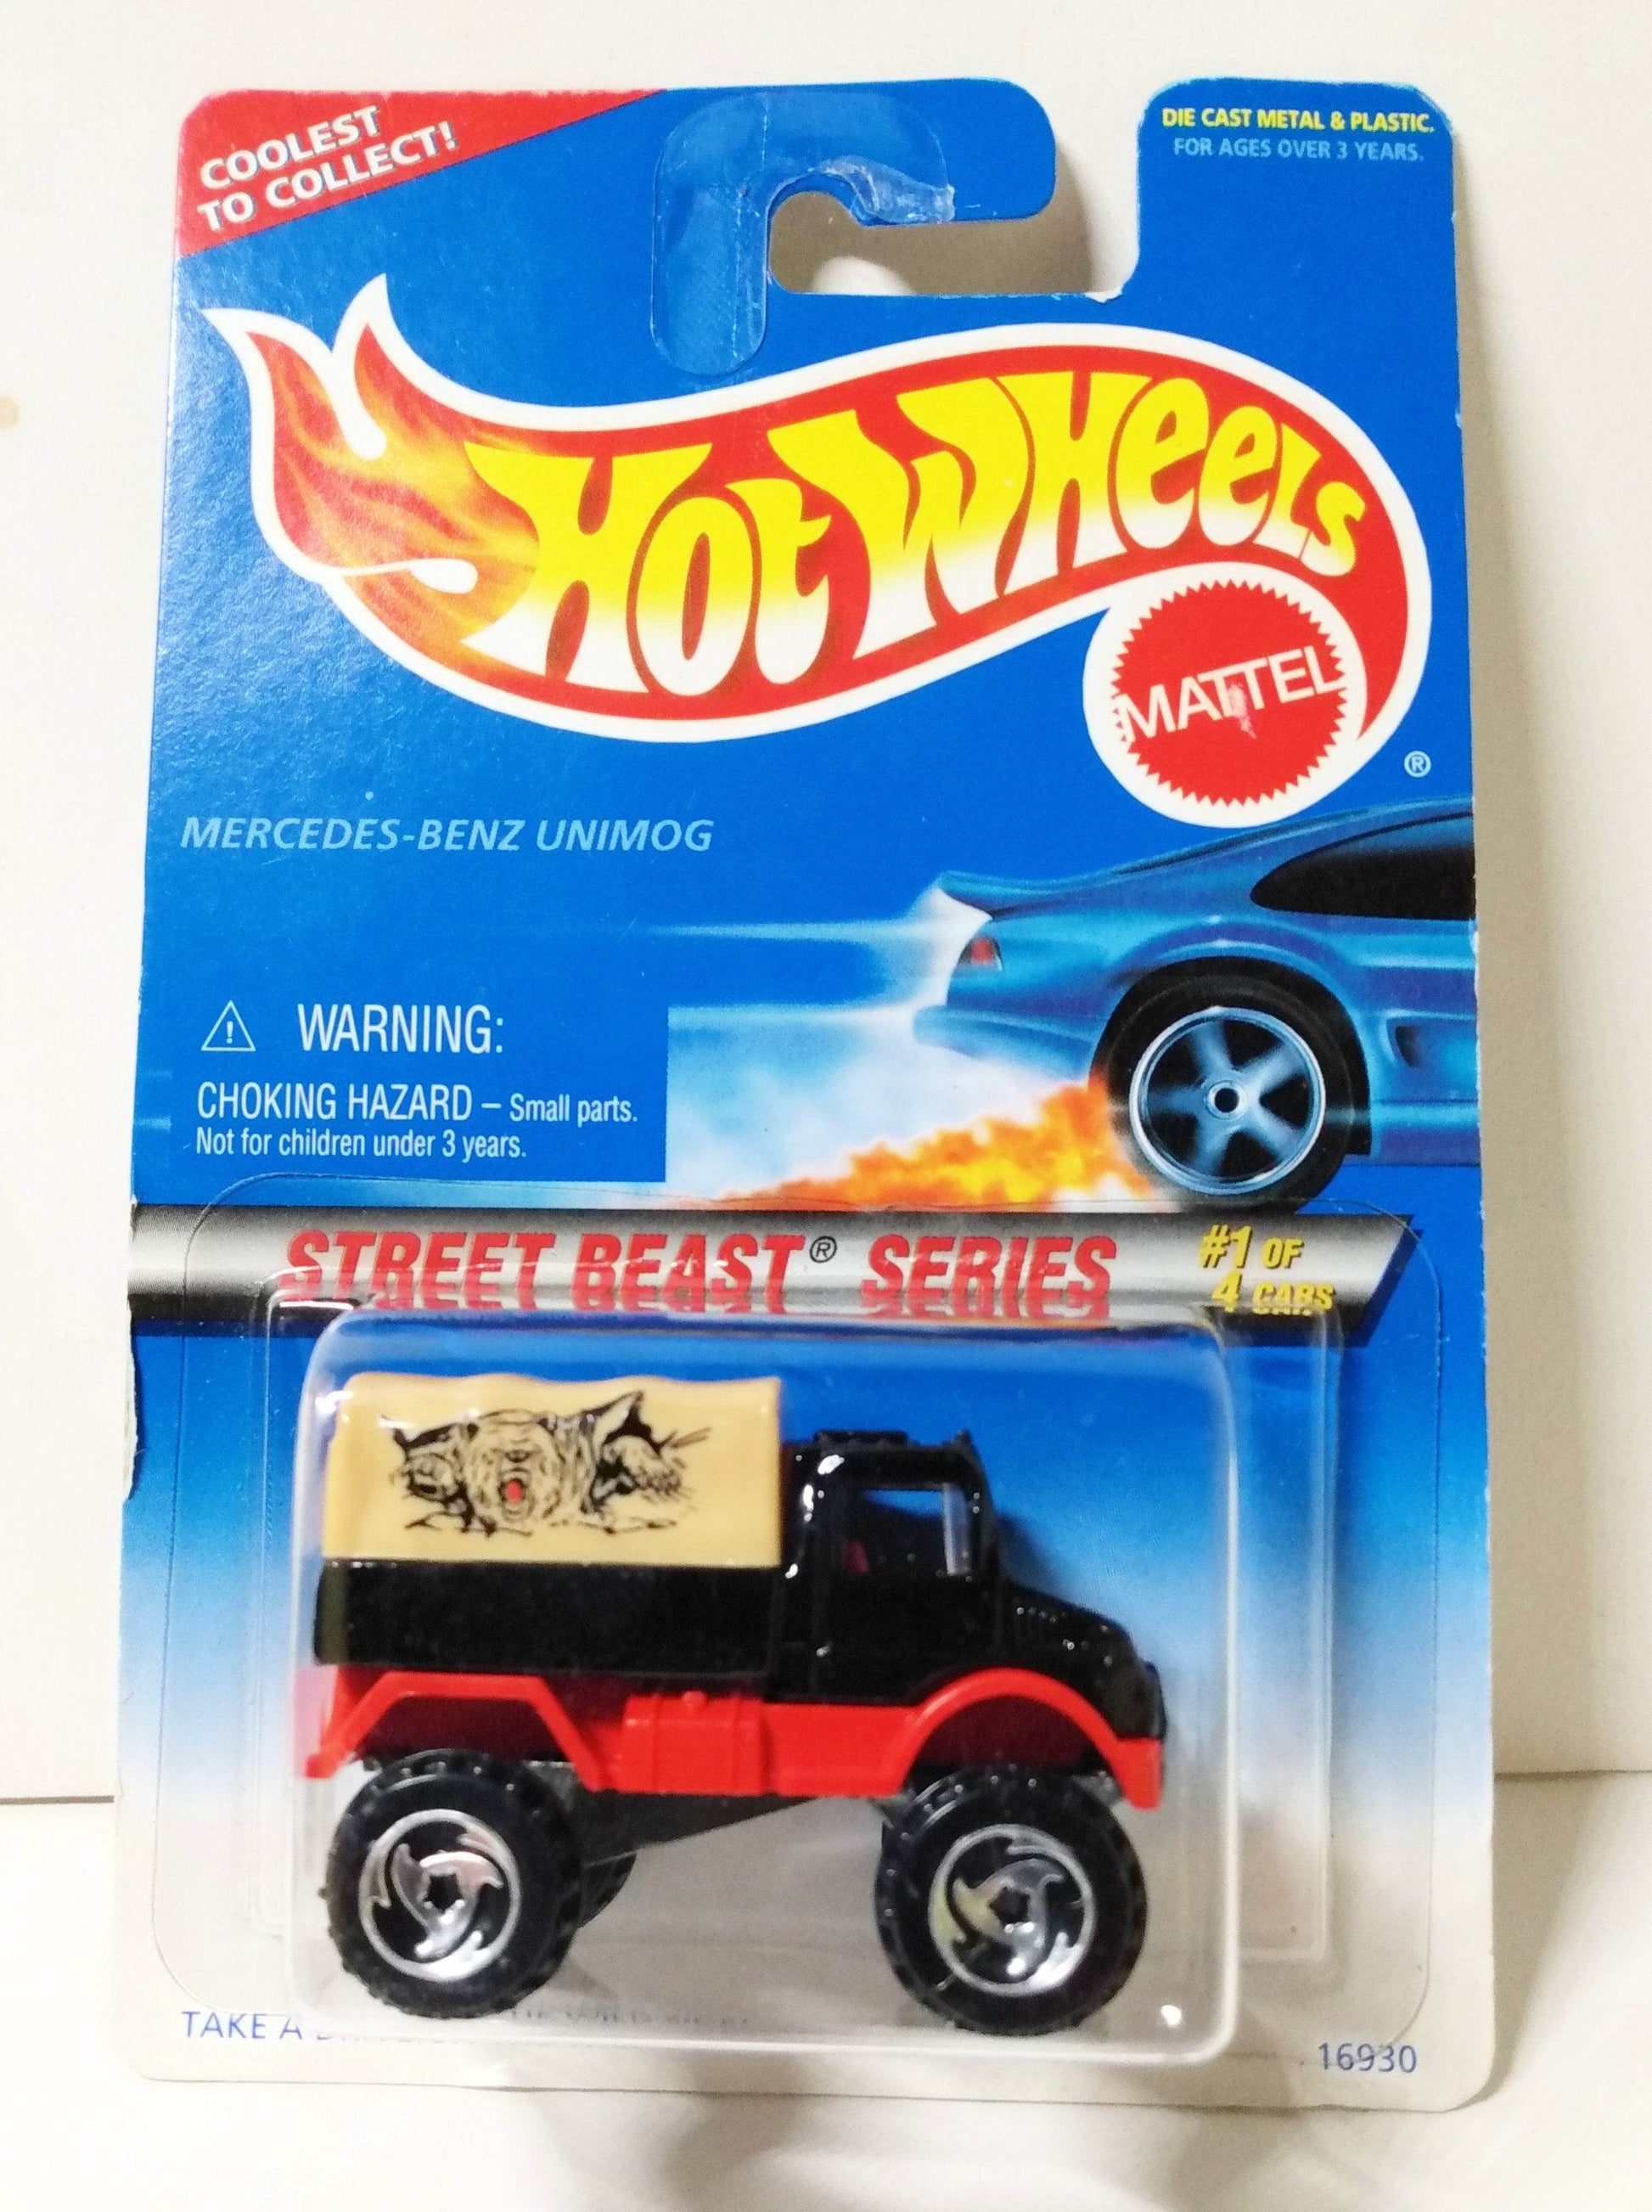 COOLEST
TO COLLECT!
DIE CAST METAL & PLASTIC.
FOR AGES OVER 3 YEARS.
HOT WHEELS
MATTEL
®
MERCEDES-BENZ UNIMOG
WARNING:
CHOKING HAZARD – Small parts.
Not for children under 3 years.
STREET BEAST® SERIES
#1 OF
4 CARS
TAKE A
16930